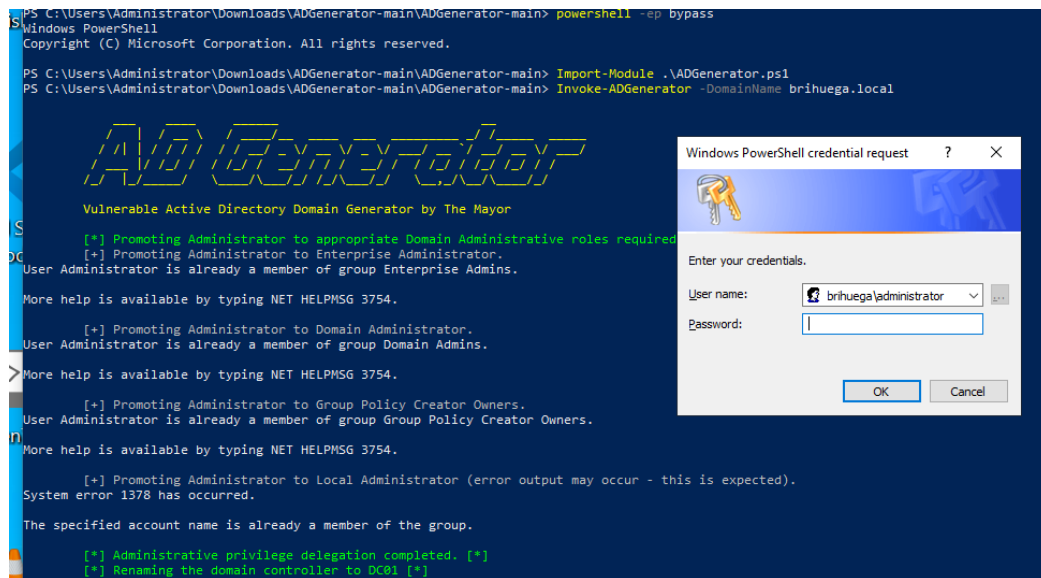 PS C:\Users\Administrator\Downloads\ADGenerator-main\ADGenerator-main> powershell -ep bypass
Windows PowerShell
Copyright (C) Microsoft Corporation. All rights reserved.
PS C:\Users\Administrator\Downloads\ADGenerator-main\ADGenerator-main> Import-Module .\ADGenerator.ps1
PS C:\Users\Administrator\Downloads\ADGenerator-main\ADGenerator-main> Invoke-ADGenerator -DomainName brihuega.local
AD Generator
Vulnerable Active Directory Domain Generator by The Mayor
[*] Promoting Administrator to appropriate Domain Administrative roles required
[+] Promoting Administrator to Enterprise Administrator.
User Administrator is already a member of group Enterprise Admins.
More help is available by typing NET HELPMSG 3754.
[+] Promoting Administrator to Domain Administrator.
User Administrator is already a member of group Domain Admins.
More help is available by typing NET HELPMSG 3754.
[+] Promoting Administrator to Group Policy Creator Owners.
User Administrator is already a member of group Group Policy Creator Owners.
More help is available by typing NET HELPMSG 3754.
[+] Promoting Administrator to Local Administrator (error output may occur - this is expected).
System error 1378 has occurred.
The specified account name is already a member of the group.
[*] Administrative privilege delegation completed. [*]
[*] Renaming the domain controller to DC01 [*]
Windows PowerShell credential request
Enter your credentials.
User name:
brihuega\administrator
...
Password:
OK
Cancel